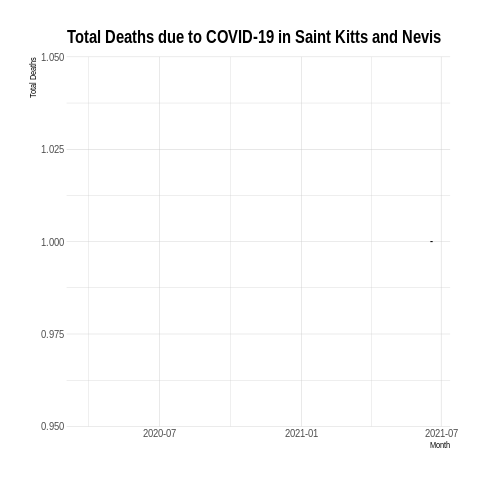 Total Deaths due to COVID-19 in Saint Kitts and Nevis
Total Deaths
1.050
1.025
1.000
0.975
0.950
2020-07 2021-01 2021-07
Month